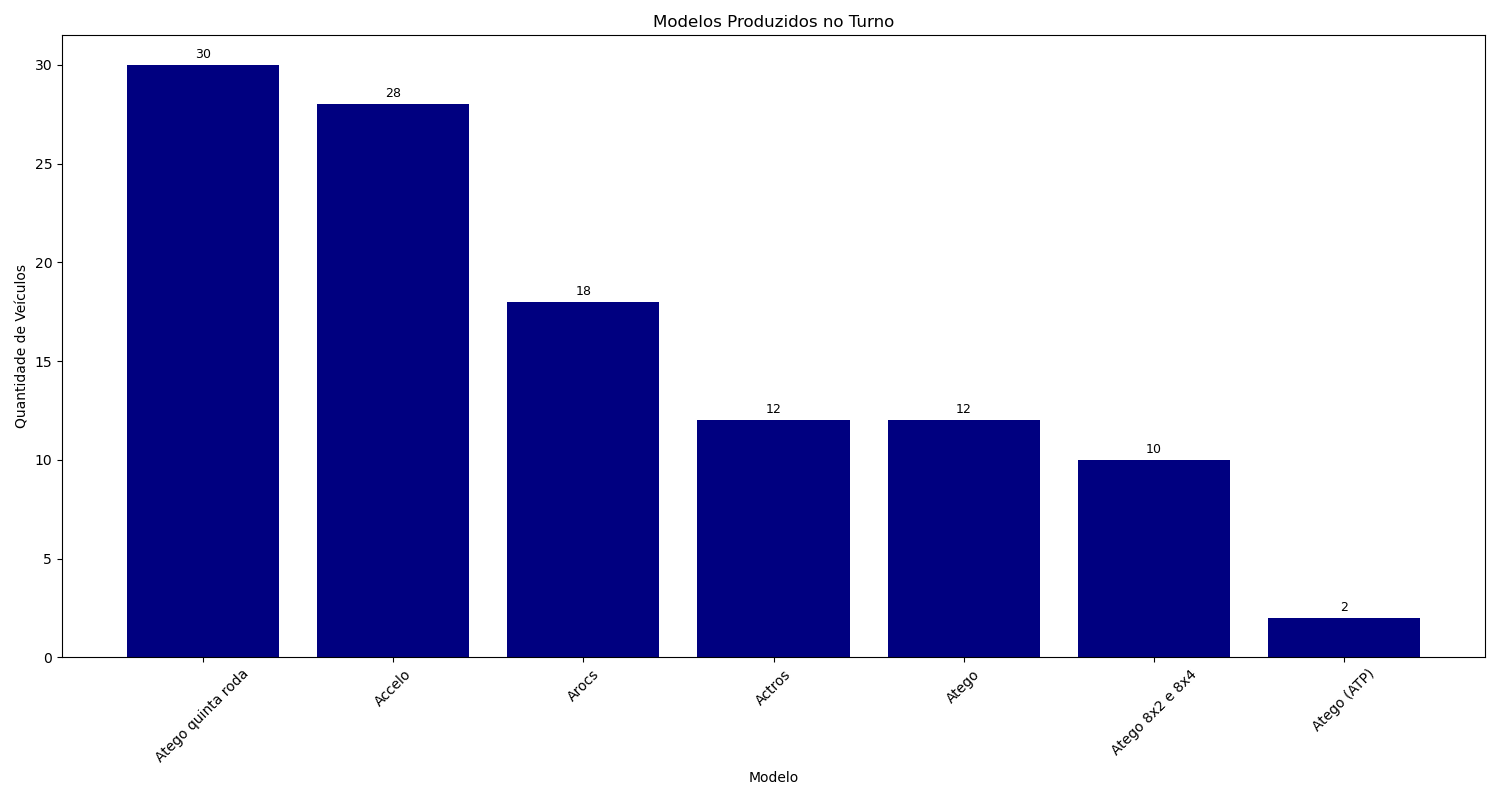 Modelos Produzidos no Turno
Quantidade de Veículos
30
25
20
15
10
5
0
30
28
18
12
12
10
2
Atego quinta roda
Accelo
Arocs
Actros
Atego
Atego 8x2 e 8x4
Atego (ATP)
Modelo